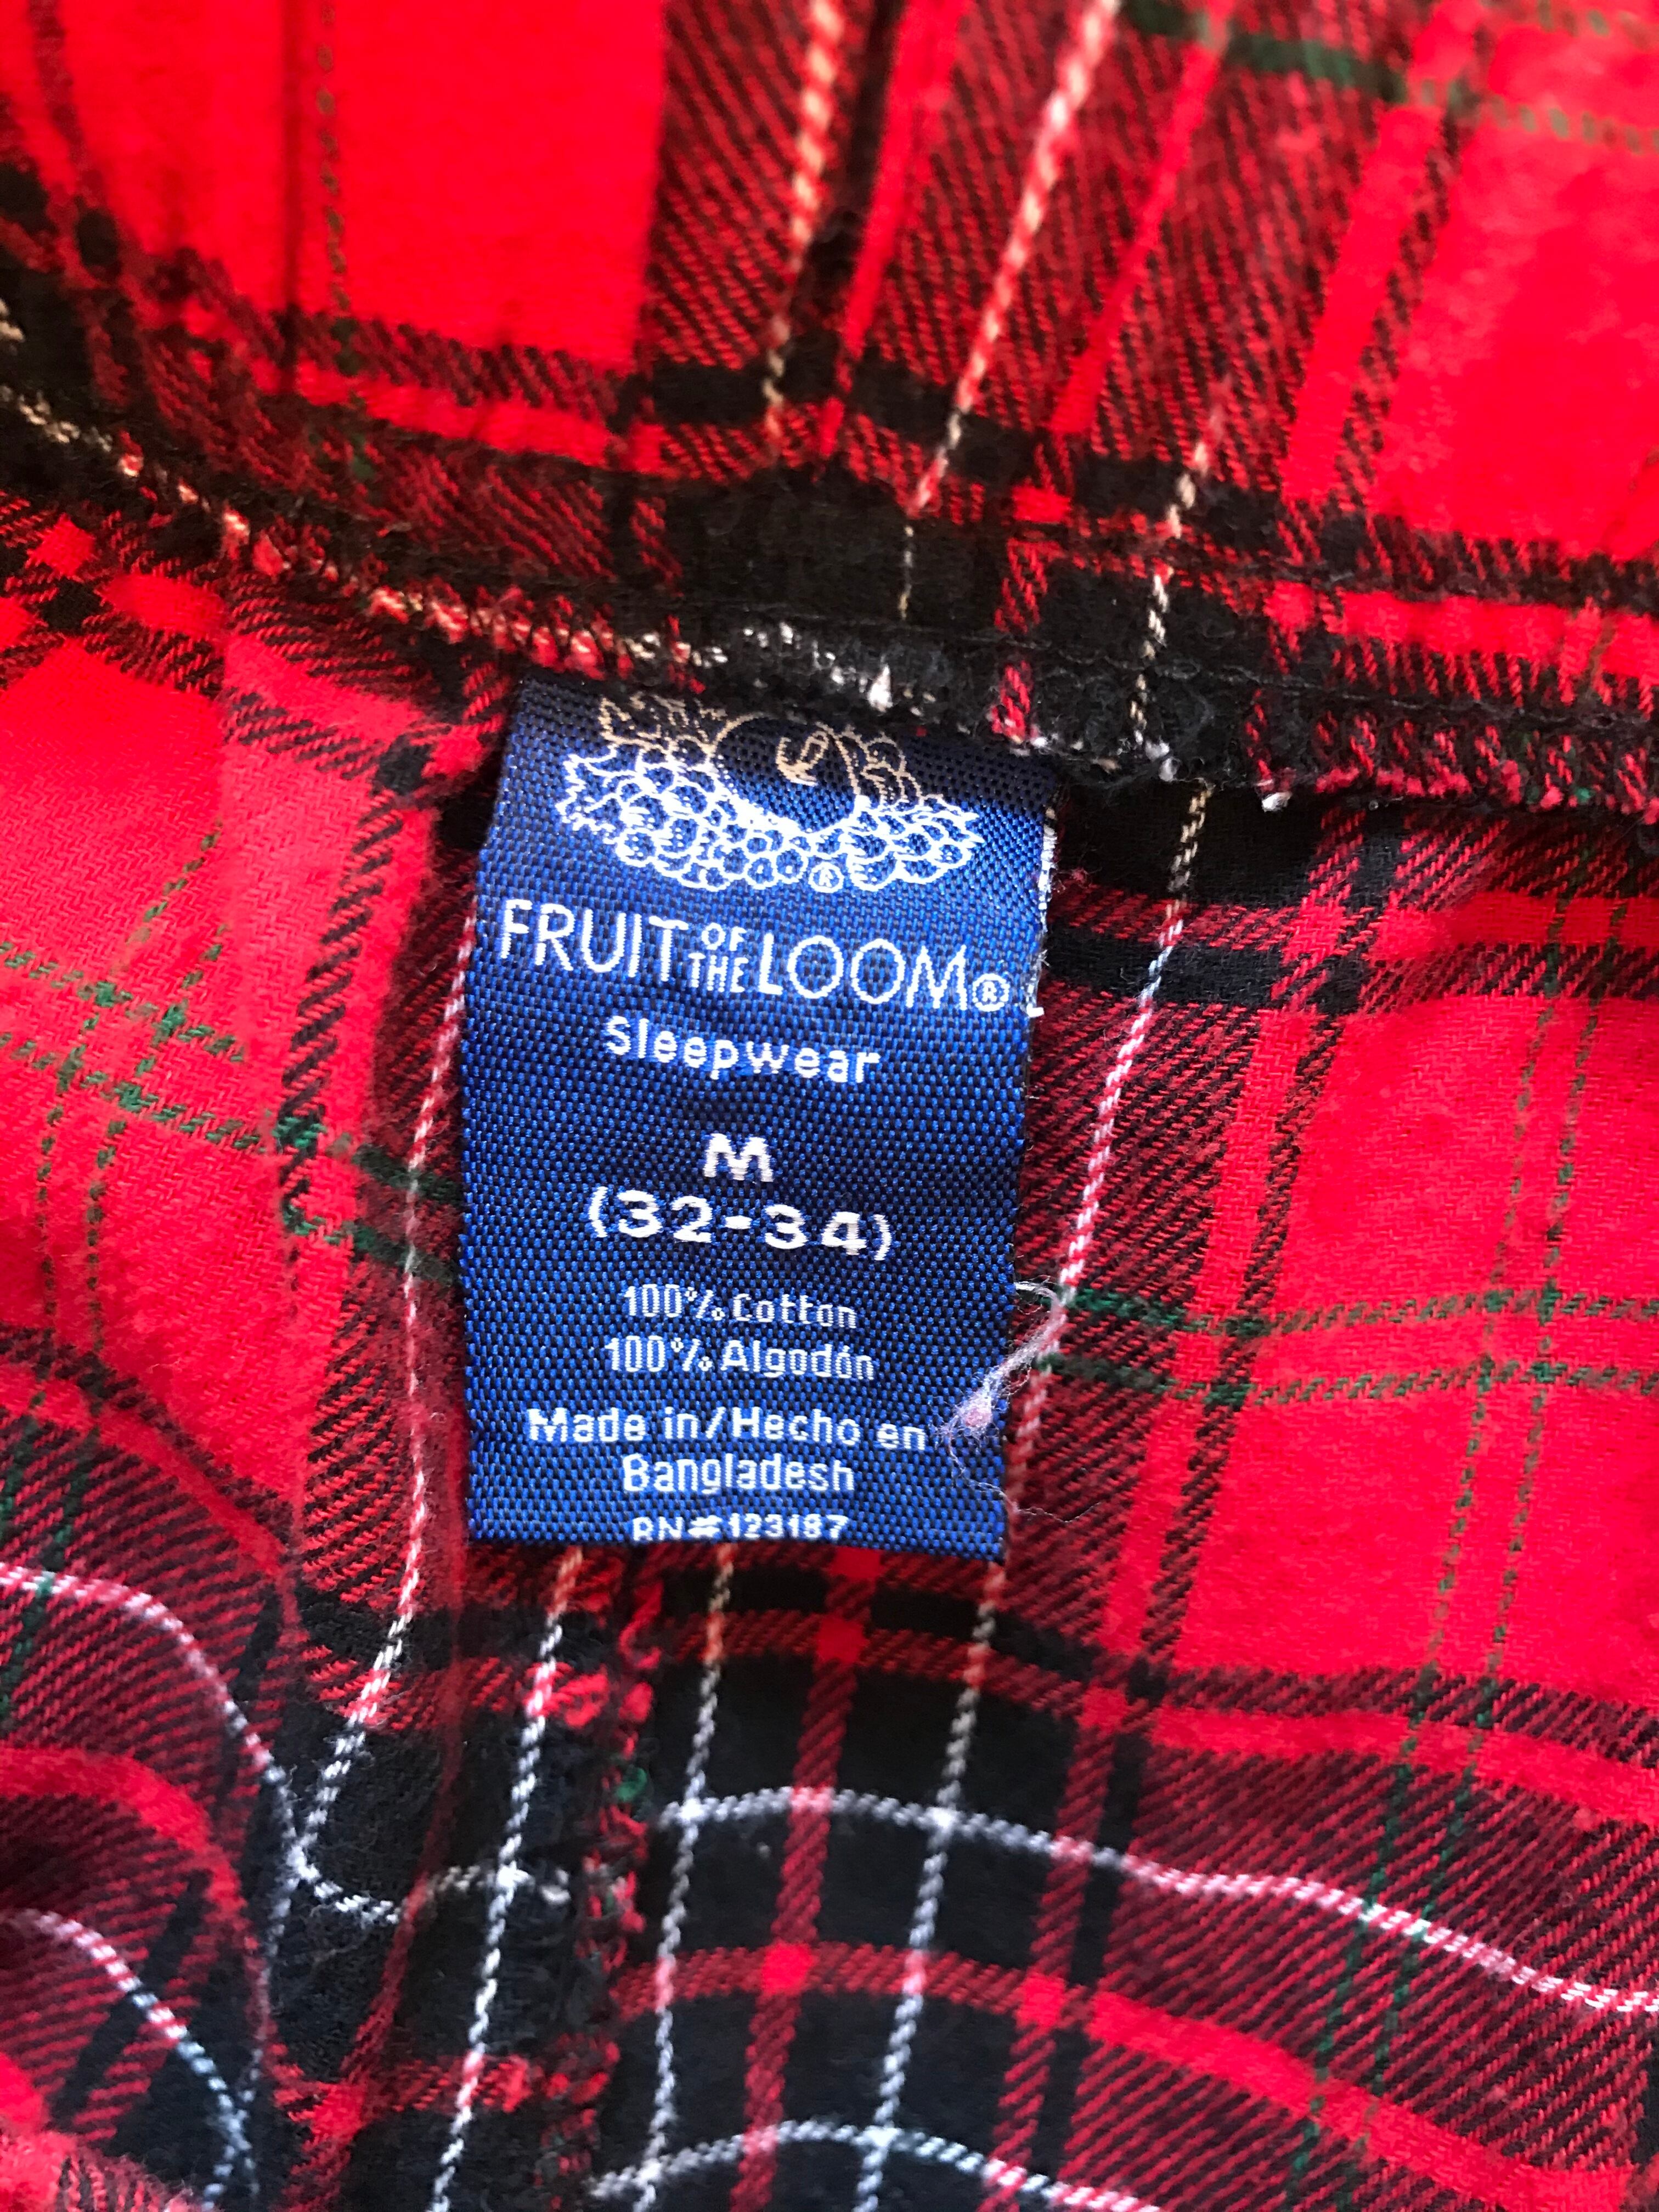 ®
FRUIT OF THE LOOM®
sleepwear
M
(32-34)
100% Cotton
100% Algodón
Made in/Hecho en
Bangladesh
RN#123187